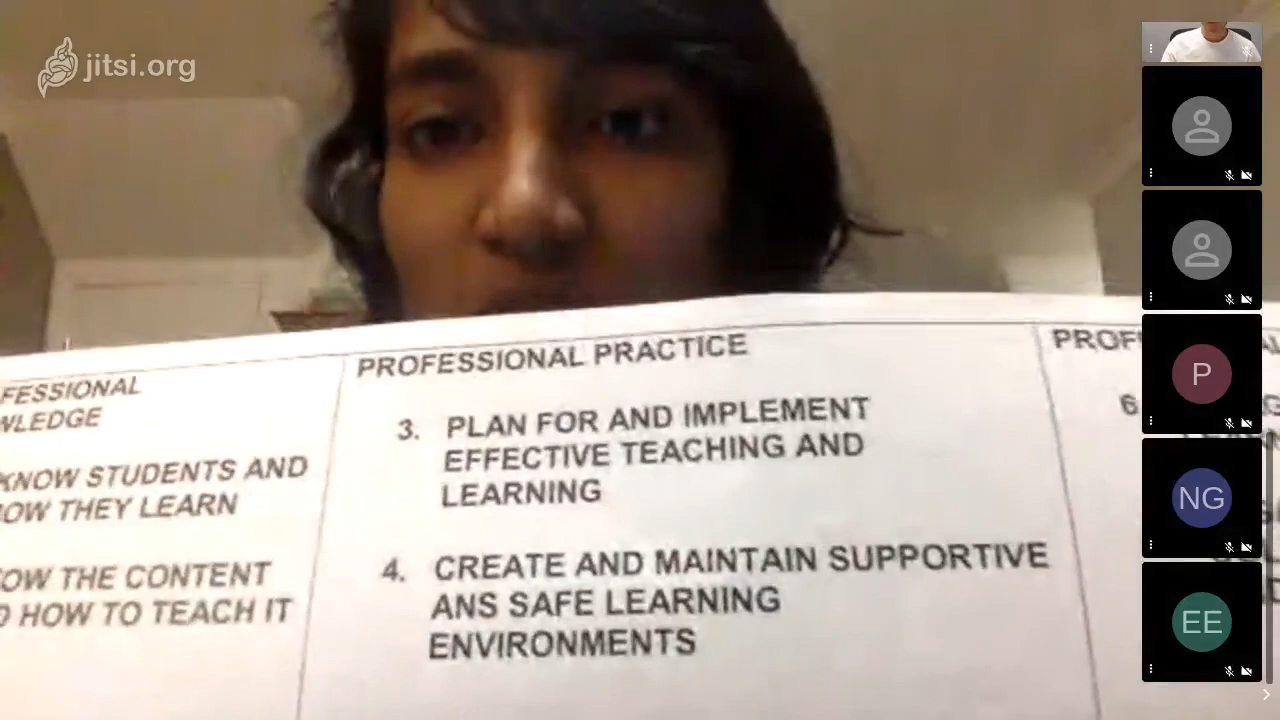 jitsi.org
FESSIONAL
WLEDGE
KNOW STUDENTS AND
OW THEY LEARN
OW THE CONTENT
D HOW TO TEACH IT
PROFESSIONAL PRACTICE
3. PLAN FOR AND IMPLEMENT
EFFECTIVE TEACHING AND
LEARNING
4. CREATE AND MAINTAIN SUPPORTIVE
ANS SAFE LEARNING
ENVIRONMENTS
PROF
6
P
NG
EE